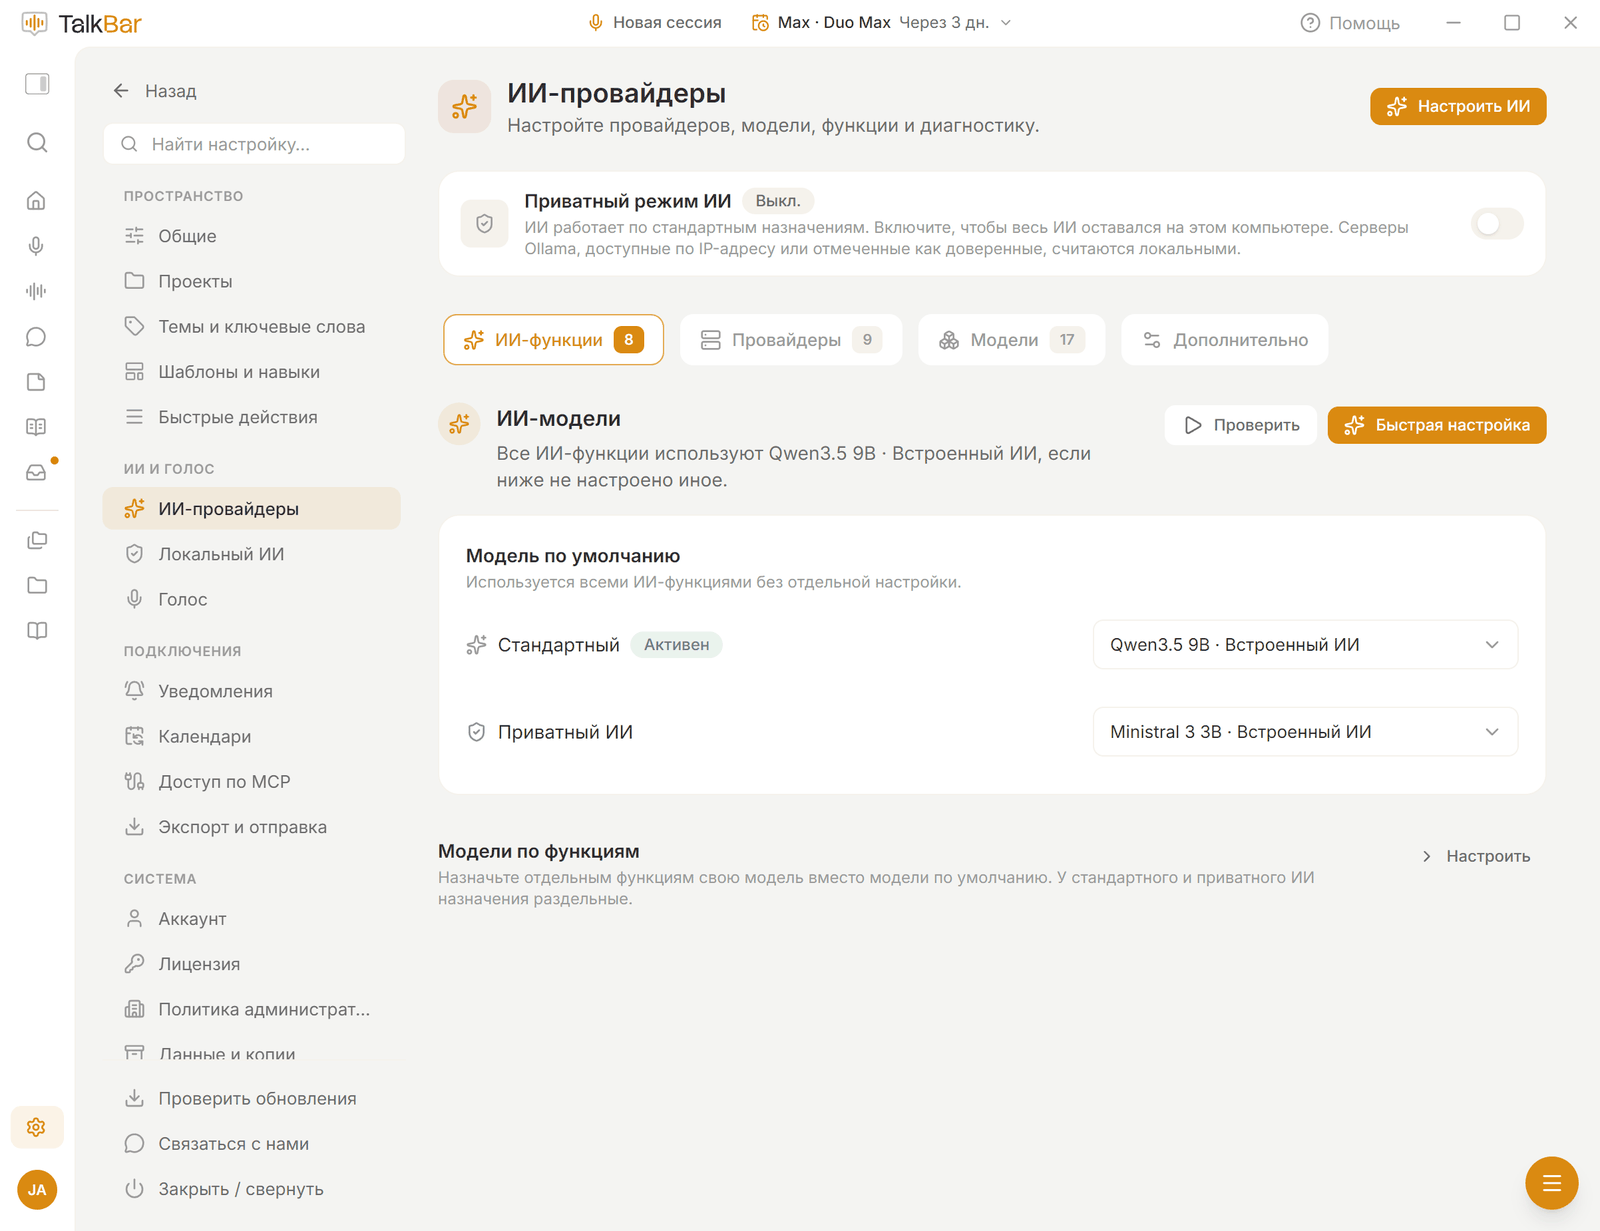 TalkBar
Новая сессия
Max · Duo Max Через 3 дн.
Помощь
Назад
Найти настройку...
ПРОСТРАНСТВО
Общие
Проекты
Темы и ключевые слова
Шаблоны и навыки
Быстрые действия
ИИ И ГОЛОС
ИИ-провайдеры
Локальный ИИ
Голос
ПОДКЛЮЧЕНИЯ
Уведомления
Календари
Доступ по MCP
Экспорт и отправка
СИСТЕМА
Аккаунт
Лицензия
Политика администрат...
Данные и копии
Проверить обновления
Связаться с нами
Закрыть / свернуть
JA
ИИ-провайдеры
Настройте провайдеров, модели, функции и диагностику.
Настроить ИИ
Приватный режим ИИ Выкл.
ИИ работает по стандартным назначениям. Включите, чтобы весь ИИ оставался на этом компьютере. Серверы
Ollama, доступные по IP-адресу или отмеченные как доверенные, считаются локальными.
ИИ-функции 8
Провайдеры 9
Модели 17
Дополнительно
ИИ-модели
Все ИИ-функции используют Qwen3.5 9B · Встроенный ИИ, если
ниже не настроено иное.
Проверить
Быстрая настройка
Модель по умолчанию
Используется всеми ИИ-функциями без отдельной настройки.
Стандартный Активен
Qwen3.5 9B · Встроенный ИИ
Приватный ИИ
Ministral 3 3B · Встроенный ИИ
Модели по функциям
Назначьте отдельным функциям свою модель вместо модели по умолчанию. У стандартного и приватного ИИ
назначения раздельные.
Настроить